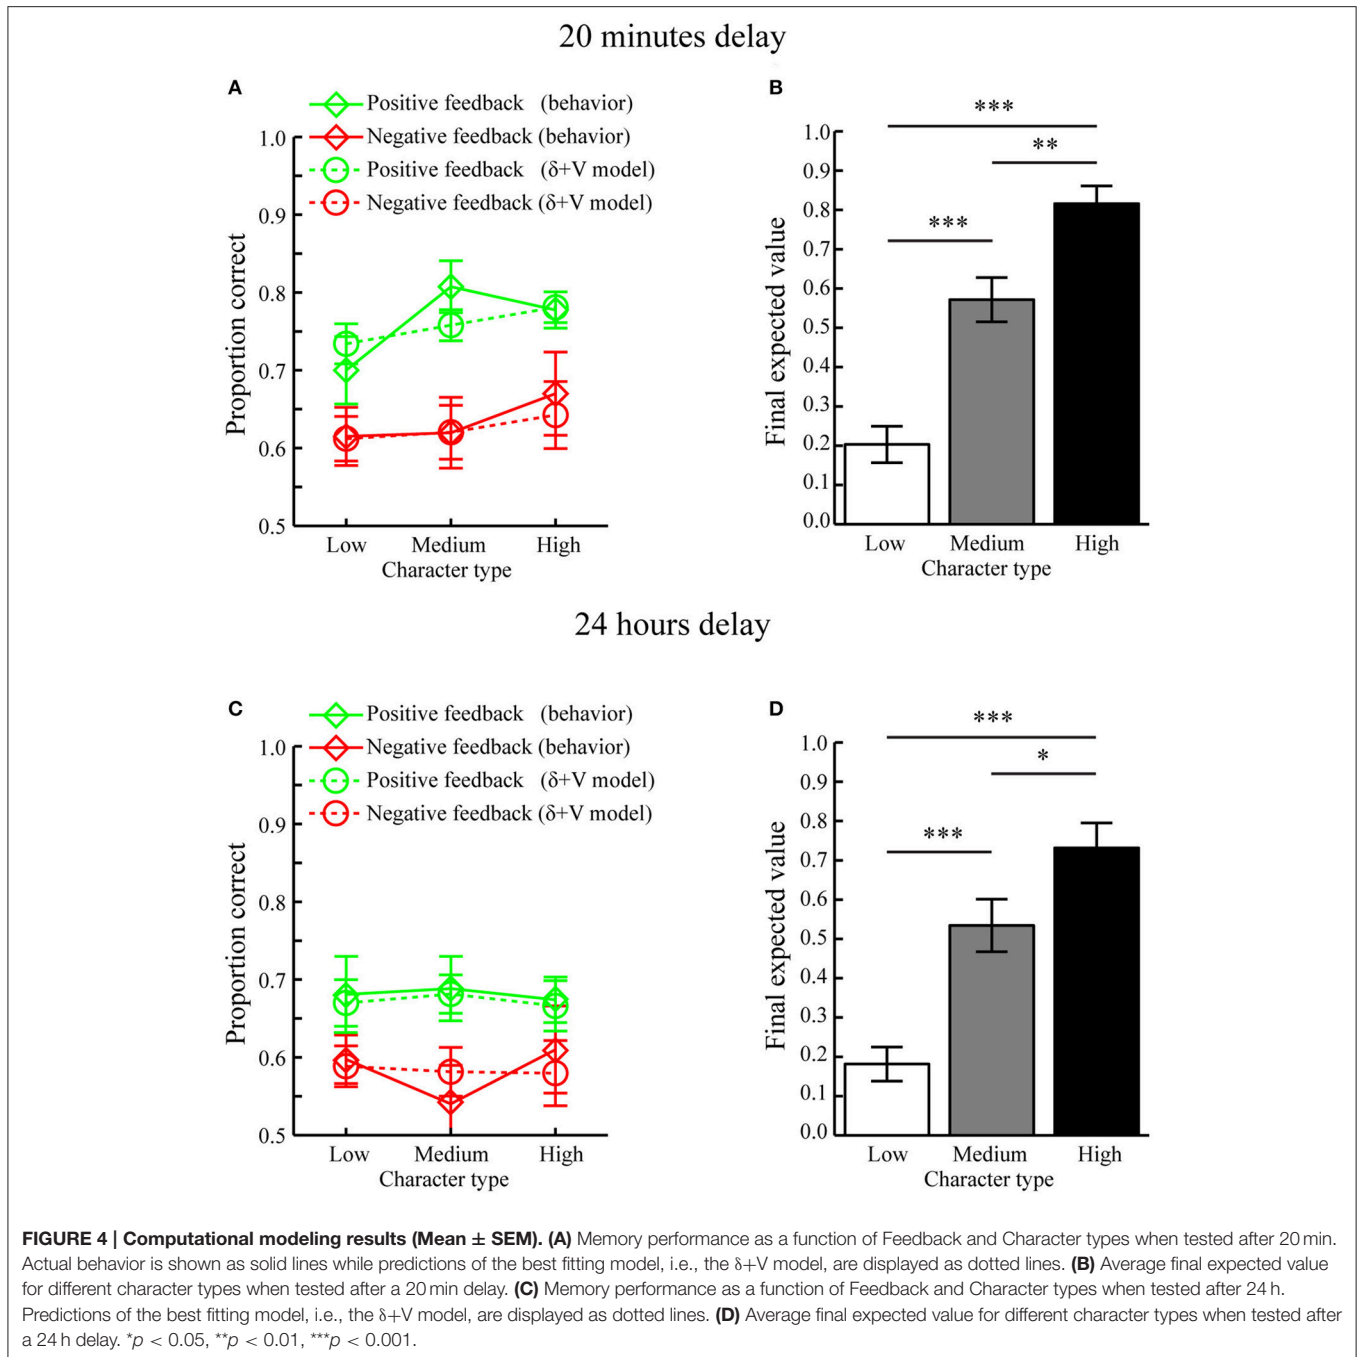 20 minutes delay
A
Positive feedback (behavior)
Negative feedback (behavior)
Positive feedback (δ+V model)
Negative feedback (δ+V model)
Proportion correct
1.0
0.9
0.8
0.7
0.6
0.5
Low Medium High
Character type
B
***
**
***
Final expected value
1.0
0.9
0.8
0.7
0.6
0.5
0.4
0.3
0.2
0.1
0.0
Low Medium High
Character type
24 hours delay
C
Positive feedback (behavior)
Negative feedback (behavior)
Positive feedback (δ+V model)
Negative feedback (δ+V model)
Proportion correct
1.0
0.9
0.8
0.7
0.6
0.5
Low Medium High
Character type
D
***
*
***
Final expected value
1.0
0.9
0.8
0.7
0.6
0.5
0.4
0.3
0.2
0.1
0.0
Low Medium High
Character type
FIGURE 4 | Computational modeling results (Mean ± SEM). (A) Memory performance as a function of Feedback and Character types when tested after 20 min.
Actual behavior is shown as solid lines while predictions of the best fitting model, i.e., the δ+V model, are displayed as dotted lines. (B) Average final expected value
for different character types when tested after a 20 min delay. (C) Memory performance as a function of Feedback and Character types when tested after 24 h.
Predictions of the best fitting model, i.e., the δ+V model, are displayed as dotted lines. (D) Average final expected value for different character types when tested after
a 24 h delay. *p < 0.05, **p < 0.01, ***p < 0.001.